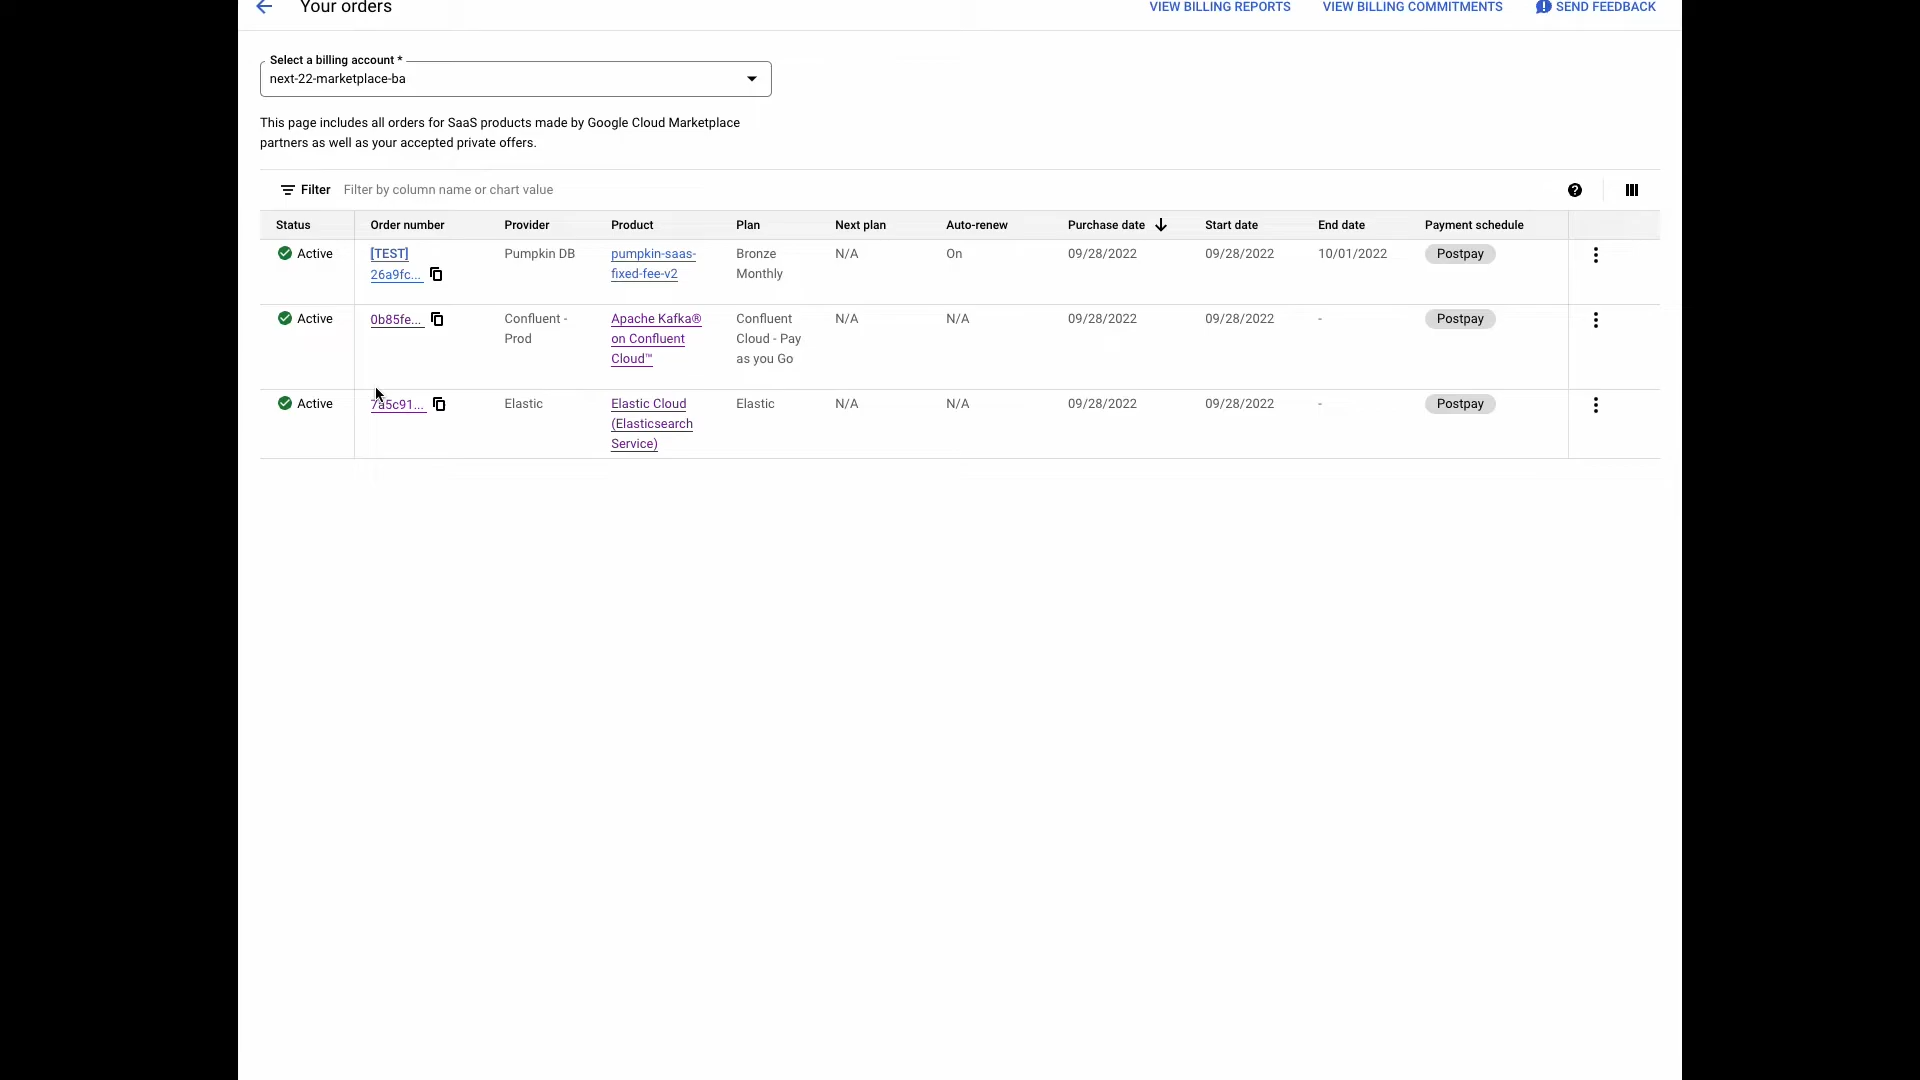 Your orders
VIEW BILLING REPORTS
VIEW BILLING COMMITMENTS
SEND FEEDBACK
Select a billing account *
next-22-marketplace-ba
This page includes all orders for SaaS products made by Google Cloud Marketplace
partners as well as your accepted private offers.
Filter Filter by column name or chart value
Status Order number Provider Product Plan Next plan Auto-renew Purchase date Start date End date Payment schedule
Active [TEST] Pumpkin DB pumpkin-saas- Bronze N/A On 09/28/2022 09/28/2022 10/01/2022 Postpay
26a9fc... fixed-fee-v2 Monthly
Active 0b85fe... Confluent - Apache Kafka® Confluent N/A N/A 09/28/2022 09/28/2022 - Postpay
Prod on Confluent Cloud - Pay
Cloud™ as you Go
Active 7a5c91... Elastic Elastic Cloud Elastic N/A N/A 09/28/2022 09/28/2022 - Postpay
(Elasticsearch
Service)